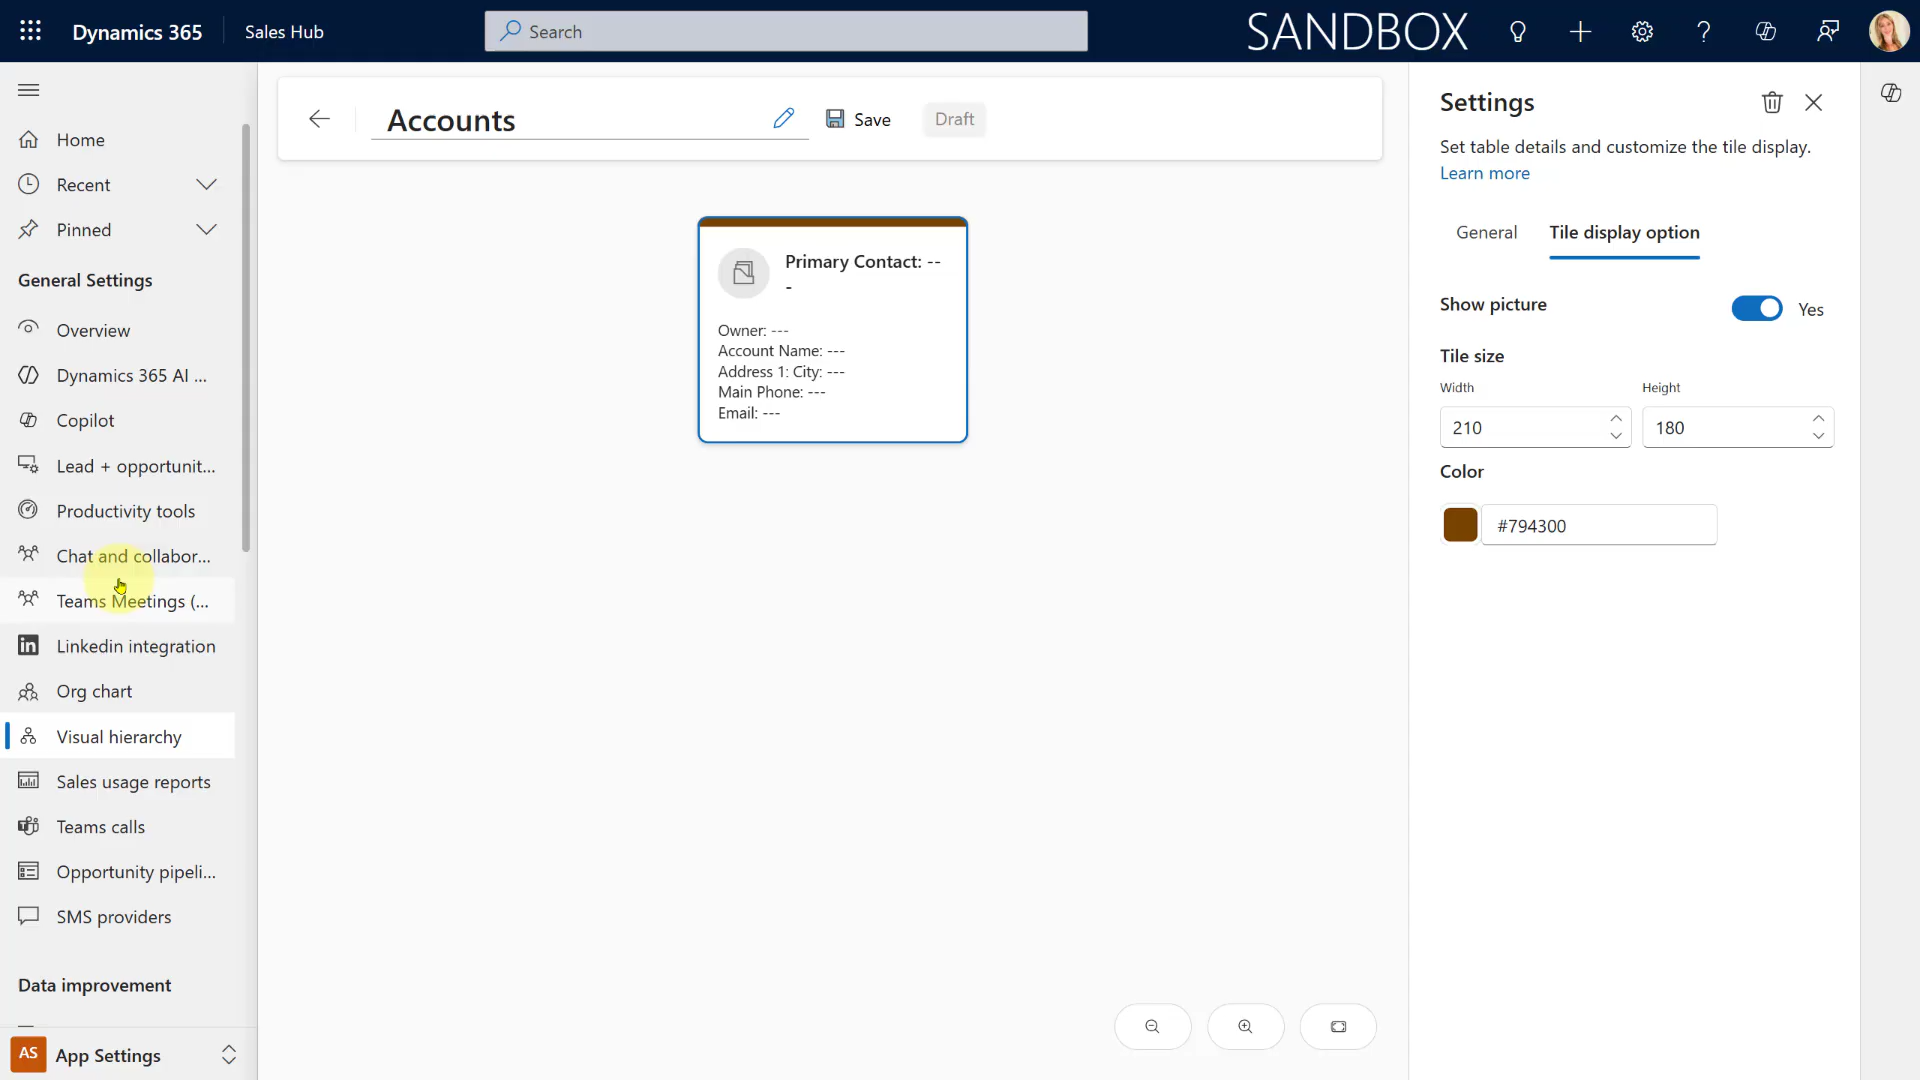 Dynamics 365
Sales Hub
Search
SANDBOX
Home
Recent
Pinned
General Settings
Overview
Dynamics 365 AI ...
Copilot
Lead + opportunit...
Productivity tools
Chat and collabor...
Teams Meetings (...
Linkedin integration
Org chart
Visual hierarchy
Sales usage reports
Teams calls
Opportunity pipeli...
SMS providers
Data improvement
AS
App Settings
Accounts
Save
Draft
Primary Contact: --
-
Owner: ---
Account Name: ---
Address 1: City: ---
Main Phone: ---
Email: ---
Settings
Set table details and customize the tile display.
Learn more
General
Tile display option
Show picture
Yes
Tile size
Width
Height
210
180
Color
#794300